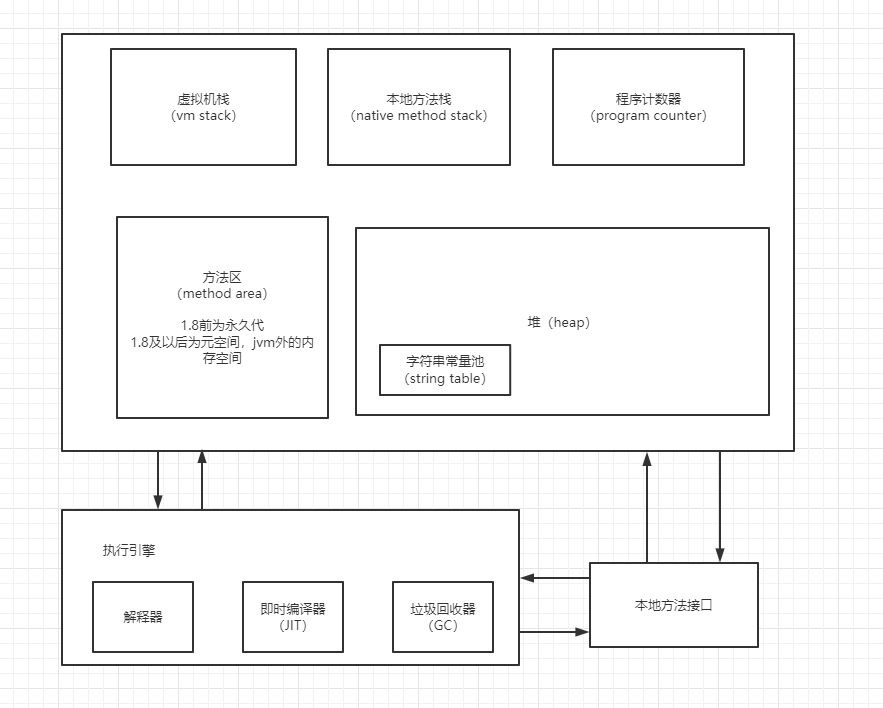 虚拟机栈
（vm stack）
本地方法栈
（native method stack）
程序计数器
（program counter）
方法区
（method area）
1.8前为永久代
1.8及以后为元空间，jvm外的内
存空间
堆（heap）
字符串常量池
（string table）
执行引擎
解释器
即时编译器
（JIT）
垃圾回收器
（GC）
本地方法接口